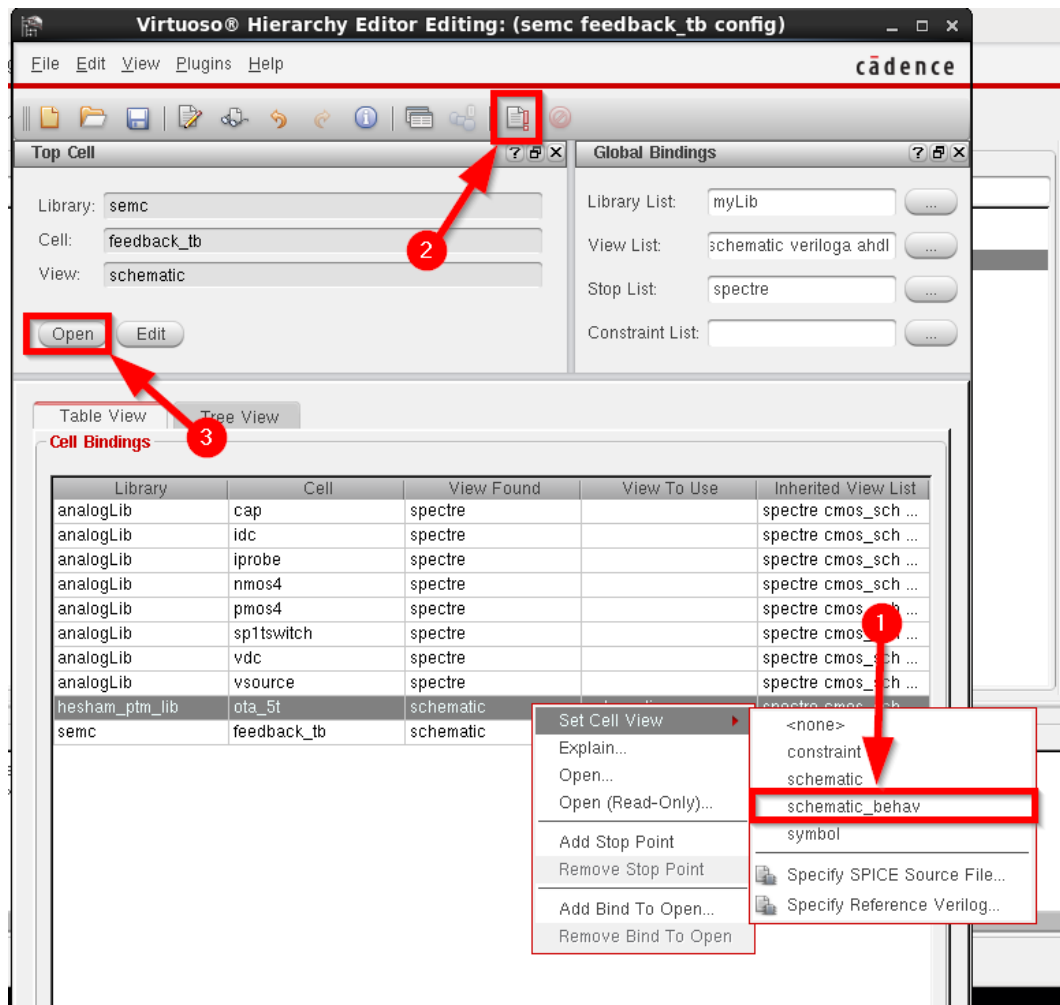 Virtuoso® Hierarchy Editor Editing: (semc feedback_tb config)
File Edit View Plugins Help
cādence
Top Cell
Library: semc
Cell: feedback_tb
View: schematic
Open Edit
2
3
Global Bindings
Library List: myLib ...
View List: schematic veriloga ahdl ...
Stop List: spectre ...
Constraint List: ...
Table View Tree View
Cell Bindings
Library Cell View Found View To Use Inherited View List
analogLib cap spectre spectre cmos_sch ...
analogLib idc spectre spectre cmos_sch ...
analogLib iprobe spectre spectre cmos_sch ...
analogLib nmos4 spectre spectre cmos_sch ...
analogLib pmos4 spectre spectre cmos_sch ...
analogLib sp1tswitch spectre spectre cmos_sch ...
analogLib vdc spectre spectre cmos_sch ...
analogLib vsource spectre spectre cmos_sch ...
hesham_ptm_lib ota_5t schematic
semc feedback_tb schematic
1
Set Cell View
Explain...
Open...
Open (Read-Only)...
Add Stop Point
Remove Stop Point
Add Bind To Open...
Remove Bind To Open
<none>
constraint
schematic
schematic_behav
symbol
Specify SPICE Source File...
Specify Reference Verilog...